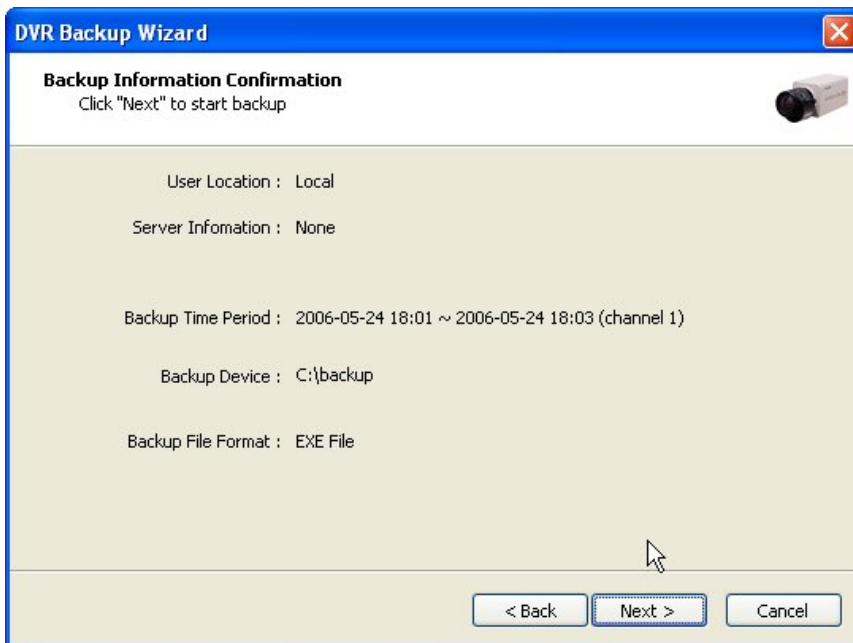 DVR Backup Wizard
Backup Information Confirmation
Click "Next" to start backup
User Location : Local
Server Infomation : None
Backup Time Period : 2006-05-24 18:01 ~ 2006-05-24 18:03 (channel 1)
Backup Device : C:\backup
Backup File Format : EXE File
< Back Next > Cancel